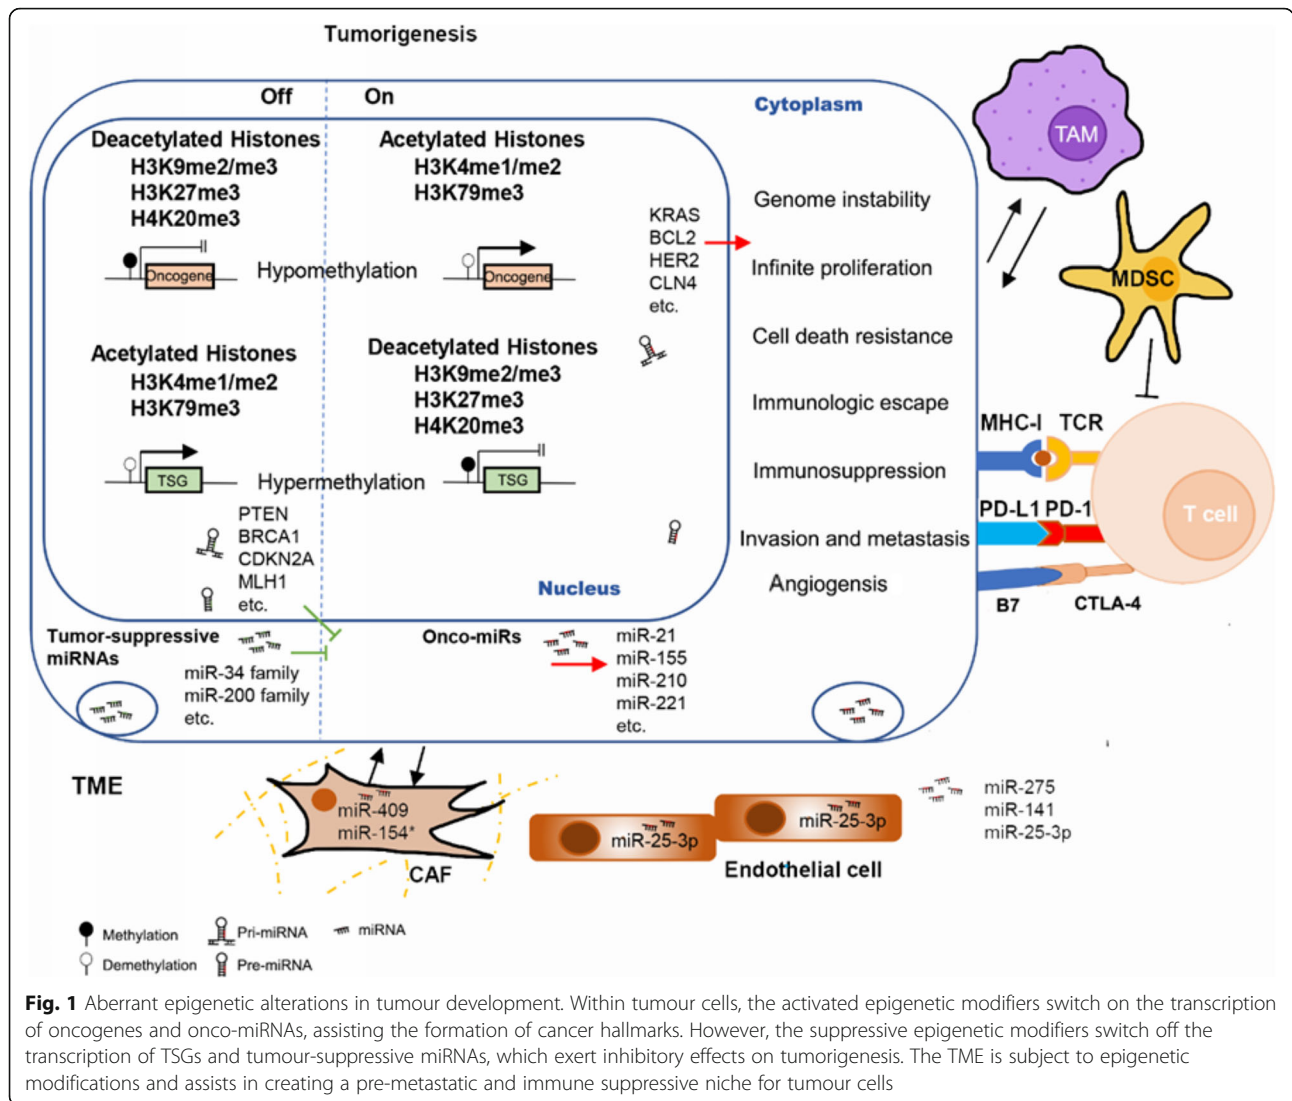 Tumorigenesis
Off
On
Cytoplasm
TAM
Deacetylated Histones
H3K9me2/me3
H3K27me3
H4K20me3
Acetylated Histones
H3K4me1/me2
H3K79me3
Oncogene
Hypomethylation
Oncogene
KRAS
BCL2
HER2
CLN4
etc.
Genome instability
Infinite proliferation
Cell death resistance
Immunologic escape
Immunosuppression
Invasion and metastasis
Angiogensis
MDSC
Acetylated Histones
H3K4me1/me2
H3K79me3
Deacetylated Histones
H3K9me2/me3
H3K27me3
H4K20me3
TSG
Hypermethylation
TSG
PTEN
BRCA1
CDKN2A
MLH1
etc.
Nucleus
MHC-I
TCR
PD-L1
PD-1
T cell
B7
CTLA-4
Tumor-suppressive
miRNAs
miR-34 family
miR-200 family
etc.
Onco-miRs
miR-21
miR-155
miR-210
miR-221
etc.
TME
miR-409
miR-154*
CAF
miR-25-3p
miR-25-3p
Endothelial cell
miR-275
miR-141
miR-25-3p
Methylation
Pri-miRNA
miRNA
Demethylation
Pre-miRNA
Fig. 1 Aberrant epigenetic alterations in tumour development. Within tumour cells, the activated epigenetic modifiers switch on the transcription
of oncogenes and onco-miRNAs, assisting the formation of cancer hallmarks. However, the suppressive epigenetic modifiers switch off the
transcription of TSGs and tumour-suppressive miRNAs, which exert inhibitory effects on tumorigenesis. The TME is subject to epigenetic
modifications and assists in creating a pre-metastatic and immune suppressive niche for tumour cells